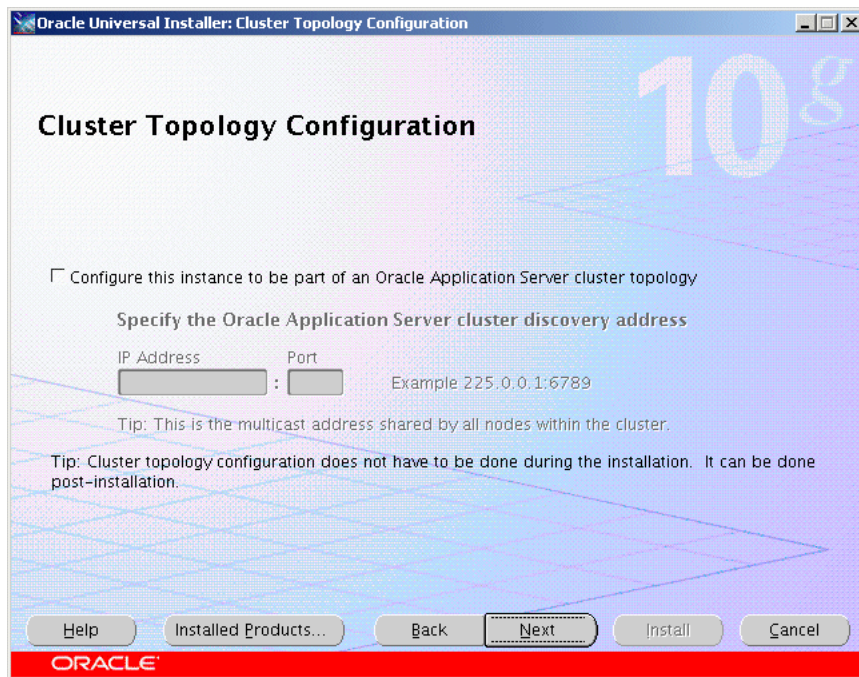 Oracle Universal Installer: Cluster Topology Configuration
10g
Cluster Topology Configuration
Configure this instance to be part of an Oracle Application Server cluster topology
Specify the Oracle Application Server cluster discovery address
IP Address Port
: Example 225.0.0.1:6789
Tip: This is the multicast address shared by all nodes within the cluster.
Tip: Cluster topology configuration does not have to be done during the installation. It can be done
post-installation.
Help Installed Products... Back Next Install Cancel
ORACLE